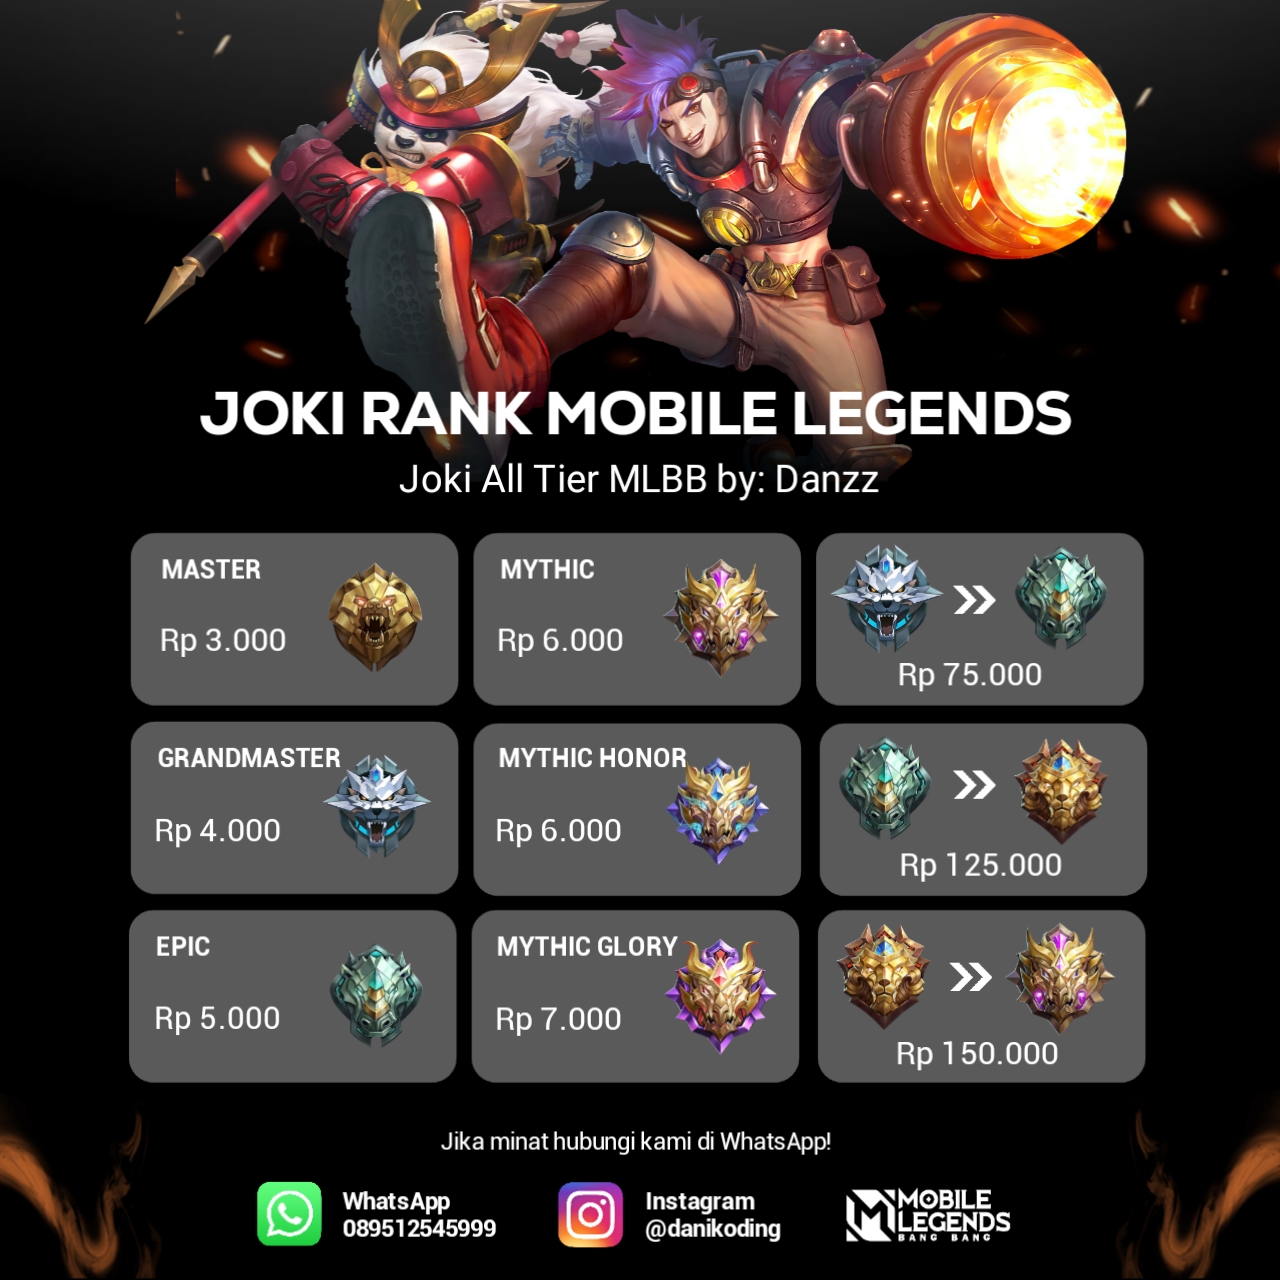 JOKI RANK MOBILE LEGENDS
Joki All Tier MLBB by: Danzz
MASTER
Rp 3.000
MYTHIC
Rp 6.000
Rp 75.000
GRANDMASTER
Rp 4.000
MYTHIC HONOR
Rp 6.000
Rp 125.000
EPIC
Rp 5.000
MYTHIC GLORY
Rp 7.000
Rp 150.000
Jika minat hubungi kami di WhatsApp!
WhatsApp
089512545999
Instagram
@danikoding
MOBILE
LEGENDS
BANG BANG